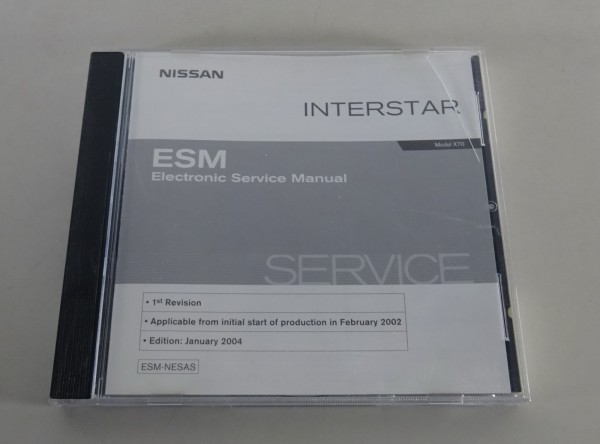 NISSAN
INTERSTAR
Model X70
ESM
Electronic Service Manual
SERVICE
• 1st Revision
• Applicable from initial start of production in February 2002
• Edition: January 2004
ESM-NESAS